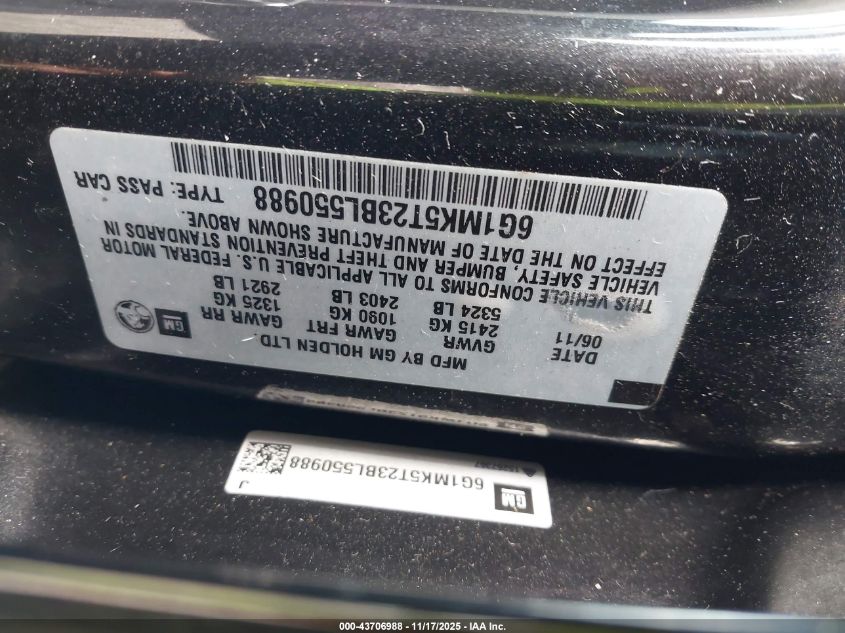 MFD BY GM HOLDEN LTD.
DATE GVWR GAWR FRT GAWR RR
06/11 2415 KG 1090 KG 1325 KG
5324 LB 2403 LB 2921 LB
GM
THIS VEHICLE CONFORMS TO ALL APPLICABLE U.S. FEDERAL MOTOR
VEHICLE SAFETY, BUMPER AND THEFT PREVENTION STANDARDS IN
EFFECT ON THE DATE OF MANUFACTURE SHOWN ABOVE.
6G1MK5T23BL550988 TYPE: PASS CAR
GM
6G1MK5T23BL550988
J
000-43706988 - 11/17/2025 - IAA Inc.